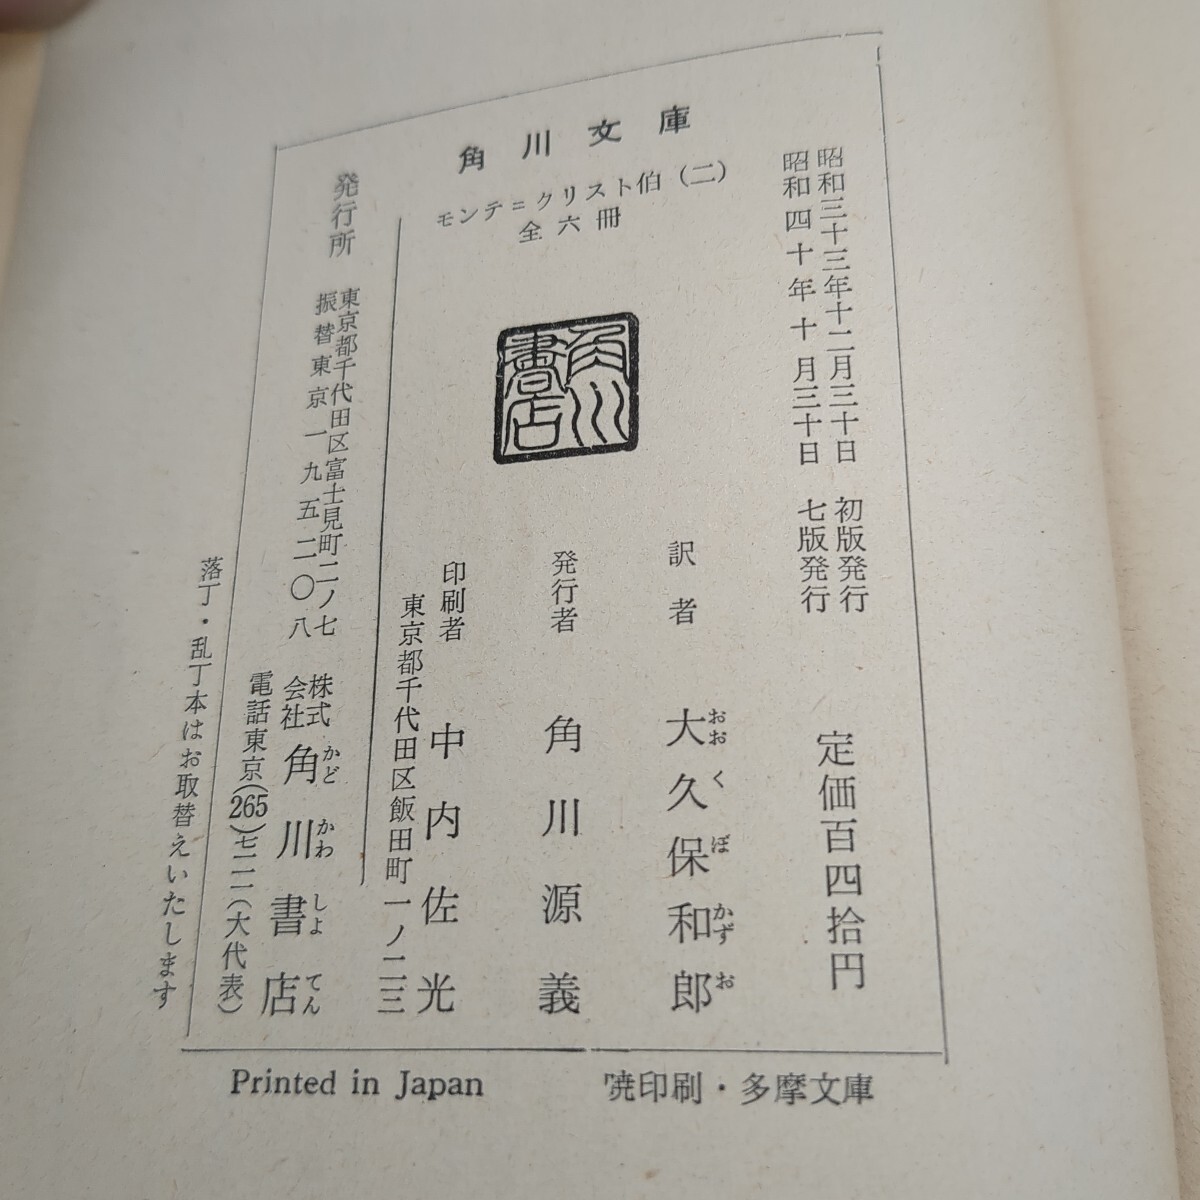 角川文庫
モンテ＝クリスト伯（二）
全六冊
昭和三十三年十二月三十日　初版発行
昭和四十年十月三十日　七版発行
定価百四拾円
角川書店
訳者　大久保和郎
おおくぼかずお
発行者　角川源義
印刷者　中内佐光
東京都千代田区飯田町一ノ二三
発行所
東京都千代田区富士見町二ノ七
振替東京一九五二〇八
株式会社　角川書店
かどかわしよてん
電話東京(265)七一一一(大代表)
落丁・乱丁本はお取替えいたします
Printed in Japan
暁印刷・多摩文庫